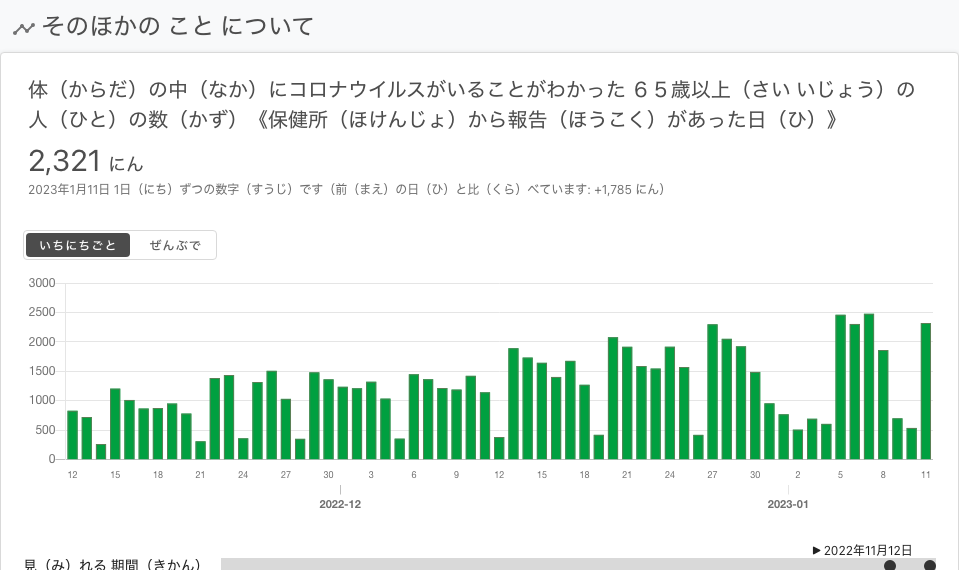 そのほかの こと について
体（からだ）の中（なか）にコロナウイルスがいることがわかった ６５歳以上（さい いじょう）の
人（ひと）の数（かず）《保健所（ほけんじょ）から報告（ほうこく）があった日（ひ）》
2,321 にん
2023年1月11日 1日（にち）ずつの数字（すうじ）です（前（まえ）の日（ひ）と比（くら）べています: +1,785 にん）
いちにちごと ぜんぶで
3000
2500
2000
1500
1000
500
0
12 15 18 21 24 27 30 3 6 9 12 15 18 21 24 27 30 2 5 8 11
2022-12 2023-01
▶ 2022年11月12日
見（み）れる 期間（きかん）